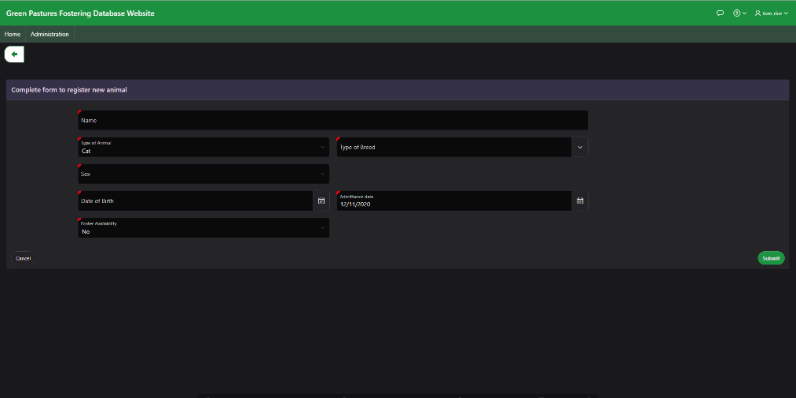 Green Pastures Fostering Database Website
tom_rice
Home Administration
Complete form to register new animal
Name
Type of Animal
Cat
Type of Breed
Sex
Date of Birth
Admittance date
12/11/2020
Foster Availability
No
Cancel
Submit